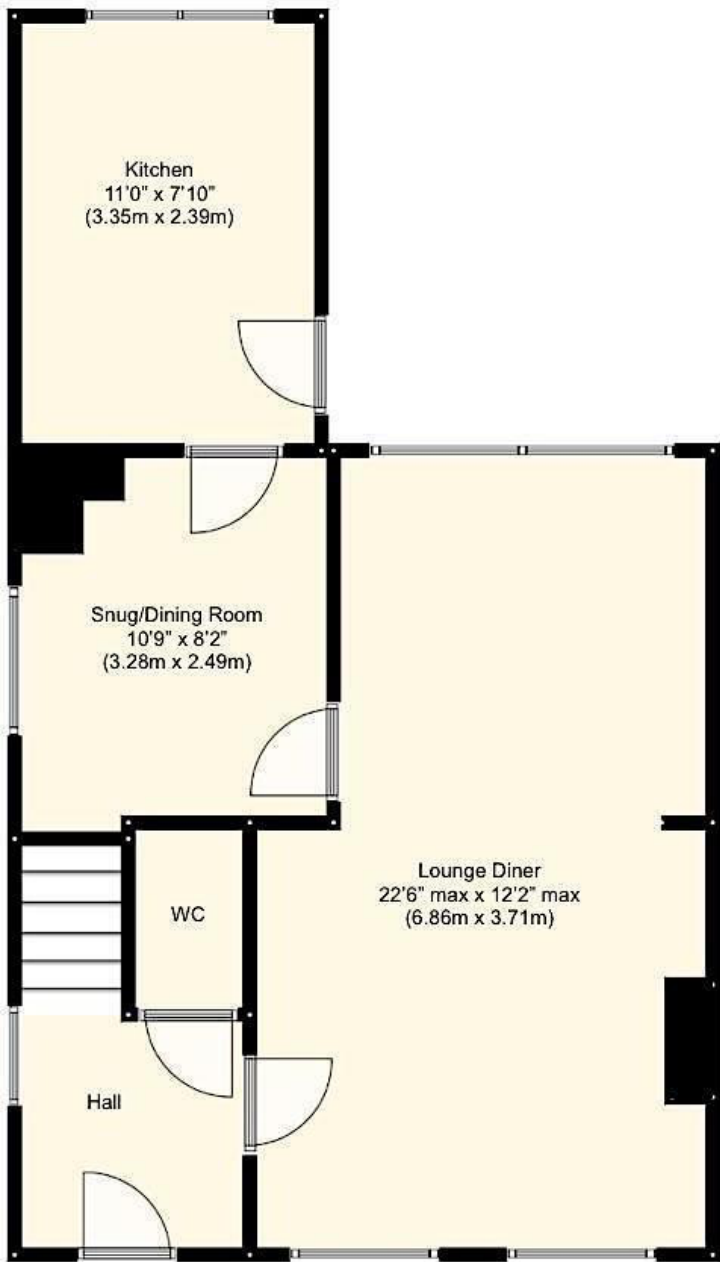 Kitchen
11'0" x 7'10"
(3.35m x 2.39m)
Snug/Dining Room
10'9" x 8'2"
(3.28m x 2.49m)
Lounge Diner
22'6" max x 12'2" max
(6.86m x 3.71m)
WC
Hall